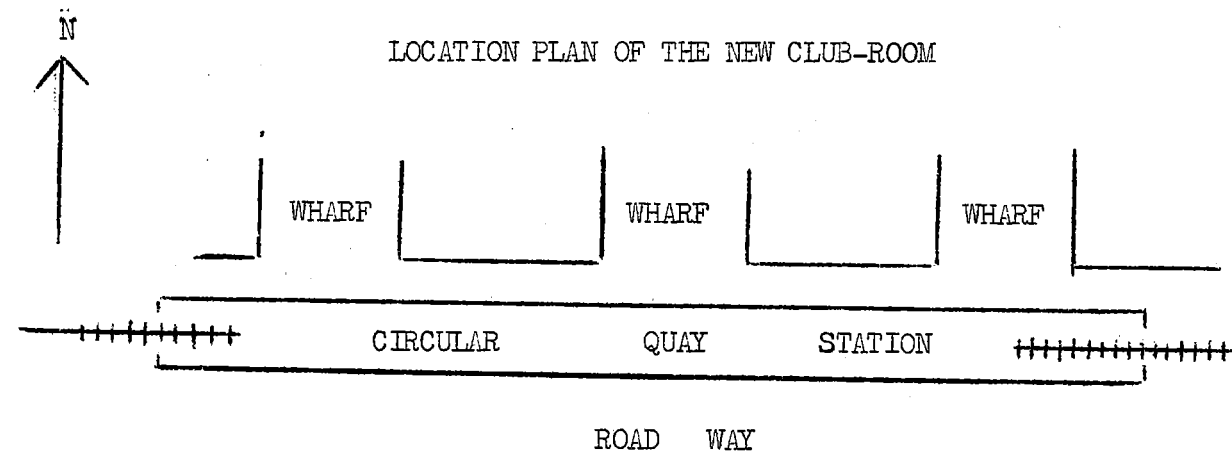 N
LOCATION PLAN OF THE NEW CLUB-ROOM
WHARF WHARF WHARF
CIRCULAR QUAY STATION
ROAD WAY